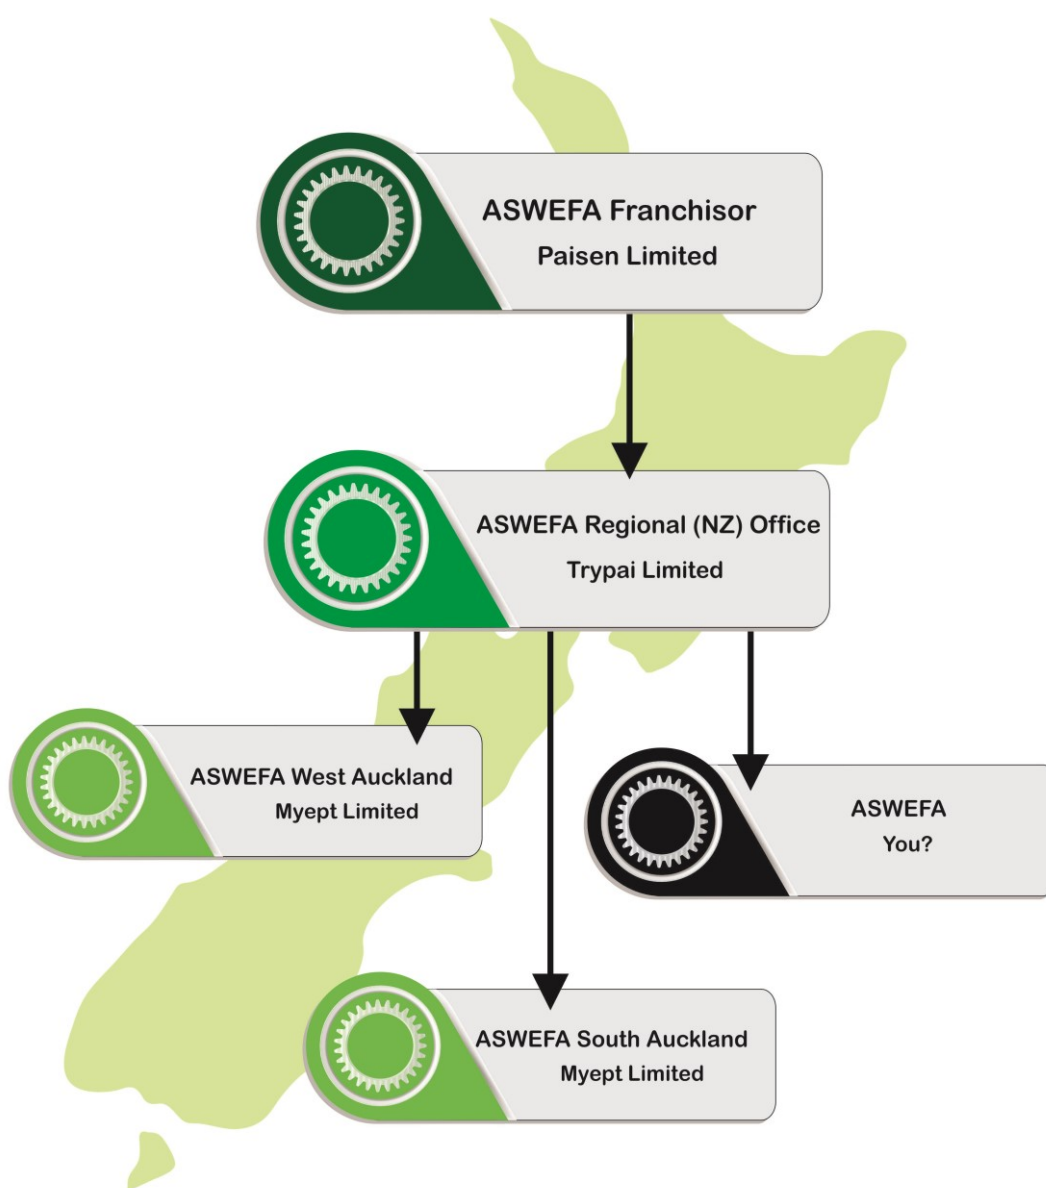 ASWEFA Franchisor
Paisen Limited
ASWEFA Regional (NZ) Office
Trypai Limited
ASWEFA West Auckland
Myept Limited
ASWEFA
You?
ASWEFA South Auckland
Myept Limited